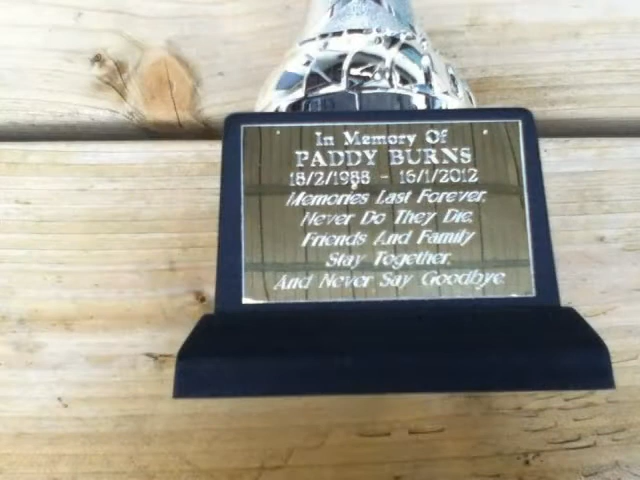 In Memory Of
PADDY BURNS
18/2/1988 - 16/1/2012
Memories Last Forever,
Never Do They Die,
Friends And Family
Stay Together,
And Never Say Goodbye.